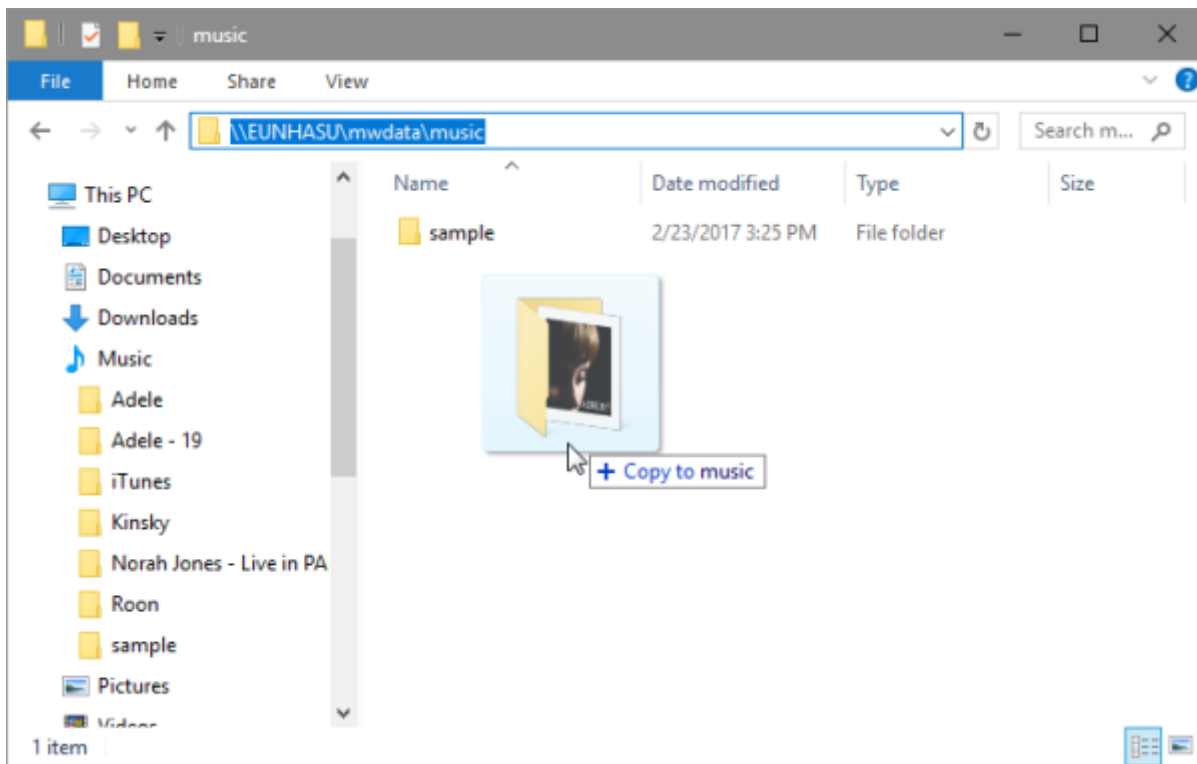 music
File Home Share View
\\EUNHASU\mwdata\music
Search m...
Name Date modified Type Size
This PC
Desktop
Documents
Downloads
Music
Adele
Adele - 19
iTunes
Kinsky
Norah Jones - Live in PA
Roon
sample
Pictures
Videos
sample 2/23/2017 3:25 PM File folder
ADELE
+ Copy to music
1 item